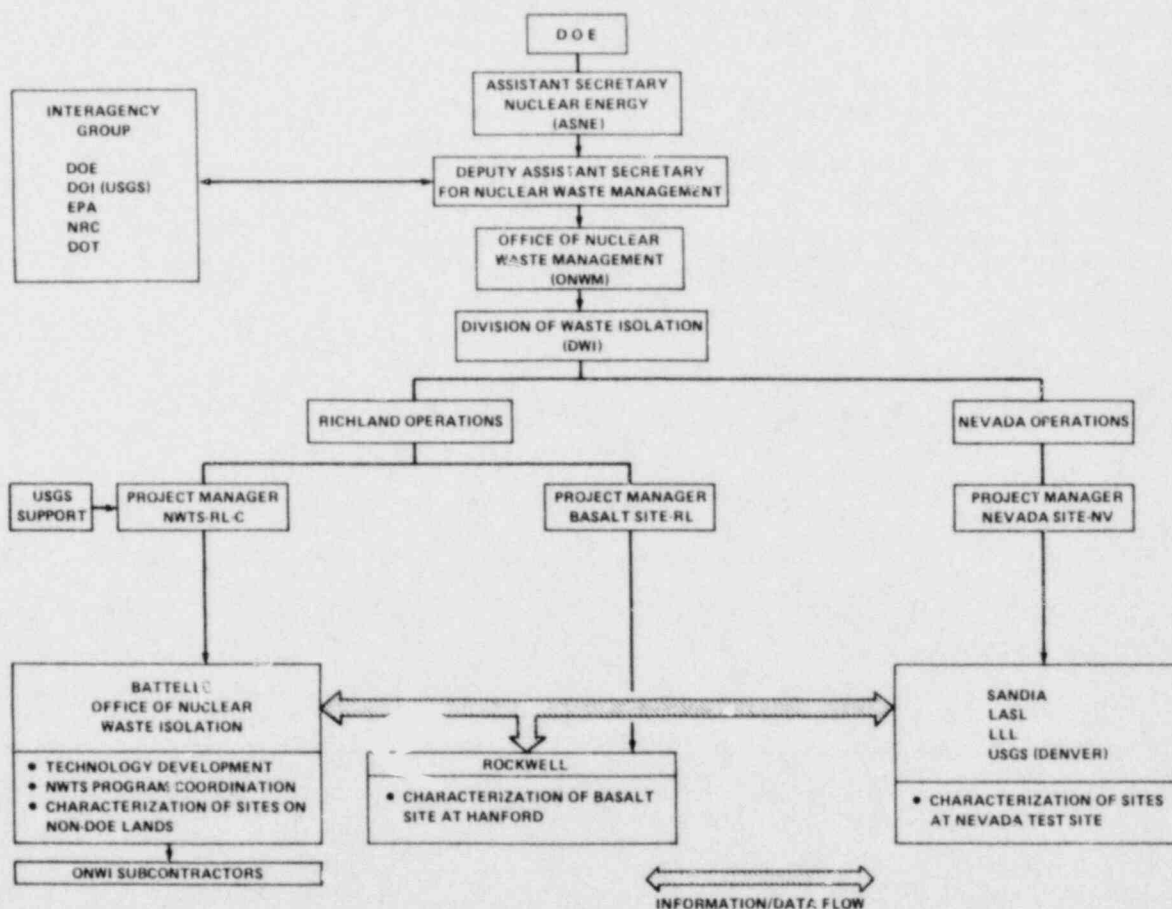 DOE
ASSISTANT SECRETARY
NUCLEAR ENERGY
(ASNE)
INTERAGENCY
GROUP
DOE
DOI (USGS)
EPA
NRC
DOT
DEPUTY ASSISTANT SECRETARY
FOR NUCLEAR WASTE MANAGEMENT
OFFICE OF NUCLEAR
WASTE MANAGEMENT
(ONWM)
DIVISION OF WASTE ISOLATION
(DWI)
RICHLAND OPERATIONS
NEVADA OPERATIONS
USGS
SUPPORT
PROJECT MANAGER
NWTS-RL-C
PROJECT MANAGER
BASALT SITE-RL
PROJECT MANAGER
NEVADA SITE-NV
BATTELLE
OFFICE OF NUCLEAR
WASTE ISOLATION
• TECHNOLOGY DEVELOPMENT
• NWTS PROGRAM COORDINATION
• CHARACTERIZATION OF SITES ON
NON-DOE LANDS
ONWI SUBCONTRACTORS
ROCKWELL
• CHARACTERIZATION OF BASALT
SITE AT HANFORD
SANDIA
LASL
LLL
USGS (DENVER)
• CHARACTERIZATION OF SITES
AT NEVADA TEST SITE
INFORMATION/DATA FLOW